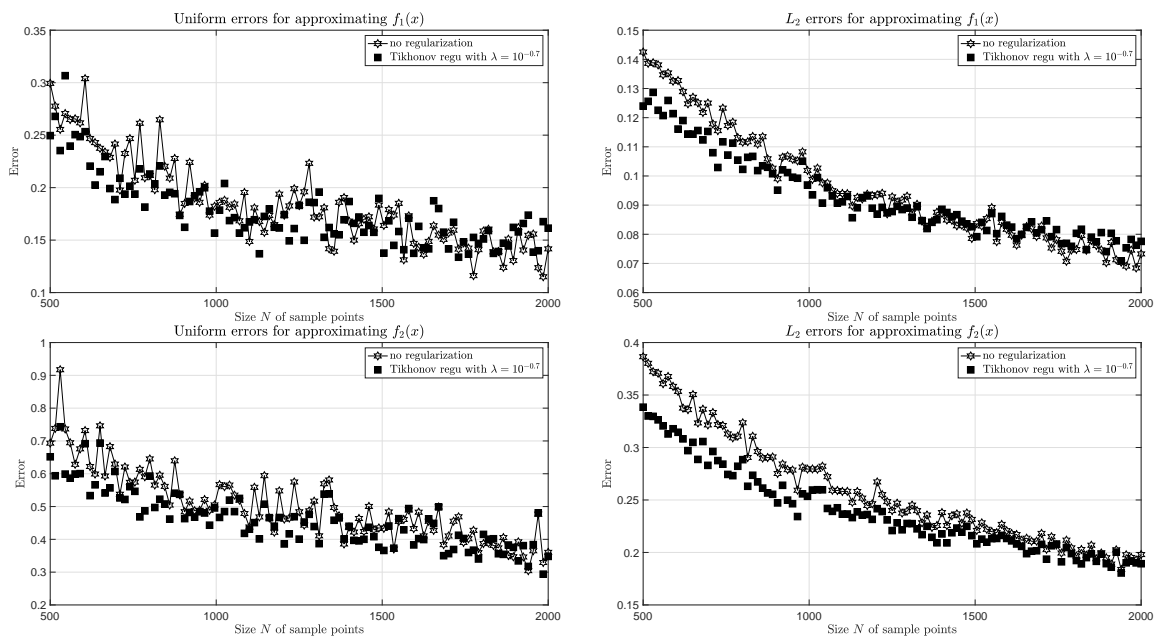 Uniform errors for approximating f₁(x)
0.35
0.3
0.25
0.2
0.15
0.1
Error
no regularization
Tikhonov regu with λ = 10⁻⁰·⁷
500
1000
1500
2000
Size N of sample points
L₂ errors for approximating f₁(x)
0.15
0.14
0.13
0.12
0.11
0.1
0.09
0.08
0.07
0.06
Error
no regularization
Tikhonov regu with λ = 10⁻⁰·⁷
500
1000
1500
2000
Size N of sample points
Uniform errors for approximating f₂(x)
1
0.9
0.8
0.7
0.6
0.5
0.4
0.3
0.2
Error
no regularization
Tikhonov regu with λ = 10⁻⁰·⁷
500
1000
1500
2000
Size N of sample points
L₂ errors for approximating f₂(x)
0.4
0.35
0.3
0.25
0.2
0.15
Error
no regularization
Tikhonov regu with λ = 10⁻⁰·⁷
500
1000
1500
2000
Size N of sample points